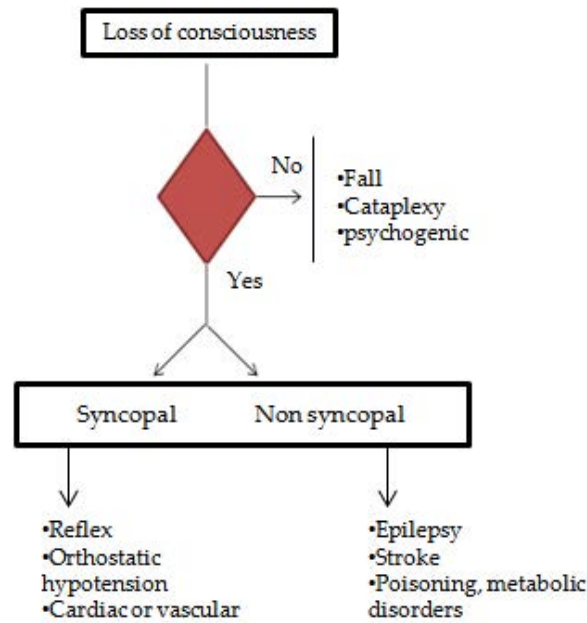 Loss of consciousness
No
•Fall
•Cataplexy
•psychogenic
Yes
Syncopal
Non syncopal
•Reflex
•Orthostatic
hypotension
•Cardiac or vascular
•Epilepsy
•Stroke
•Poisoning, metabolic
disorders